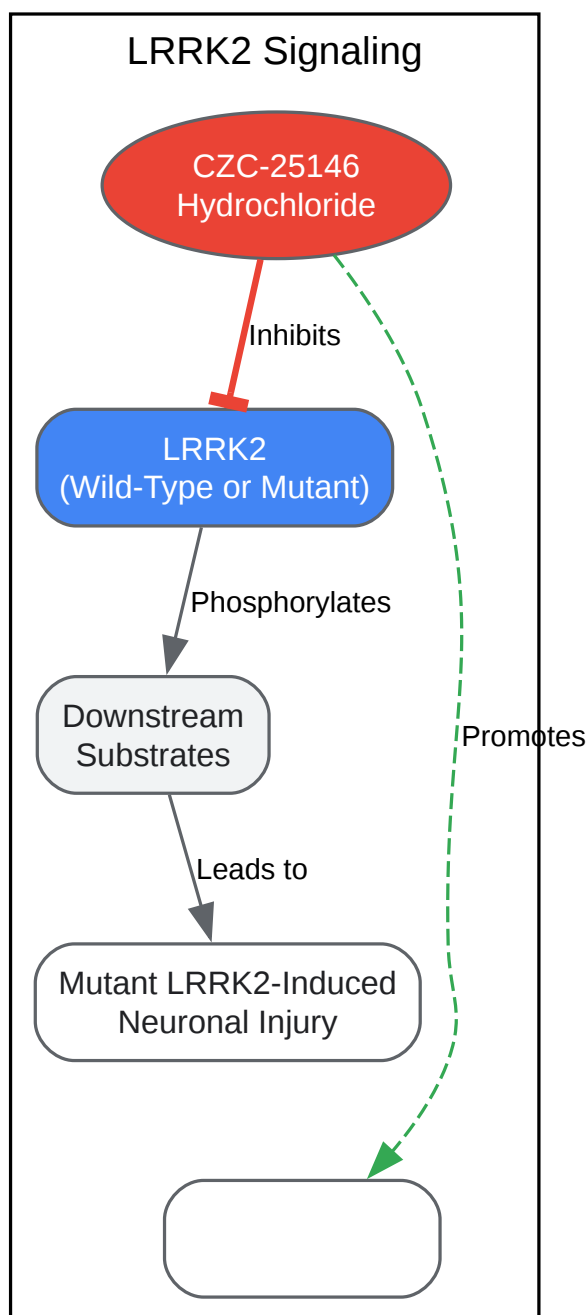 LRRK2 Signaling
CZC-25146
Hydrochloride
Inhibits
LRRK2
(Wild-Type or Mutant)
Phosphorylates
Downstream
Substrates
Promotes
Leads to
Mutant LRRK2-Induced
Neuronal Injury